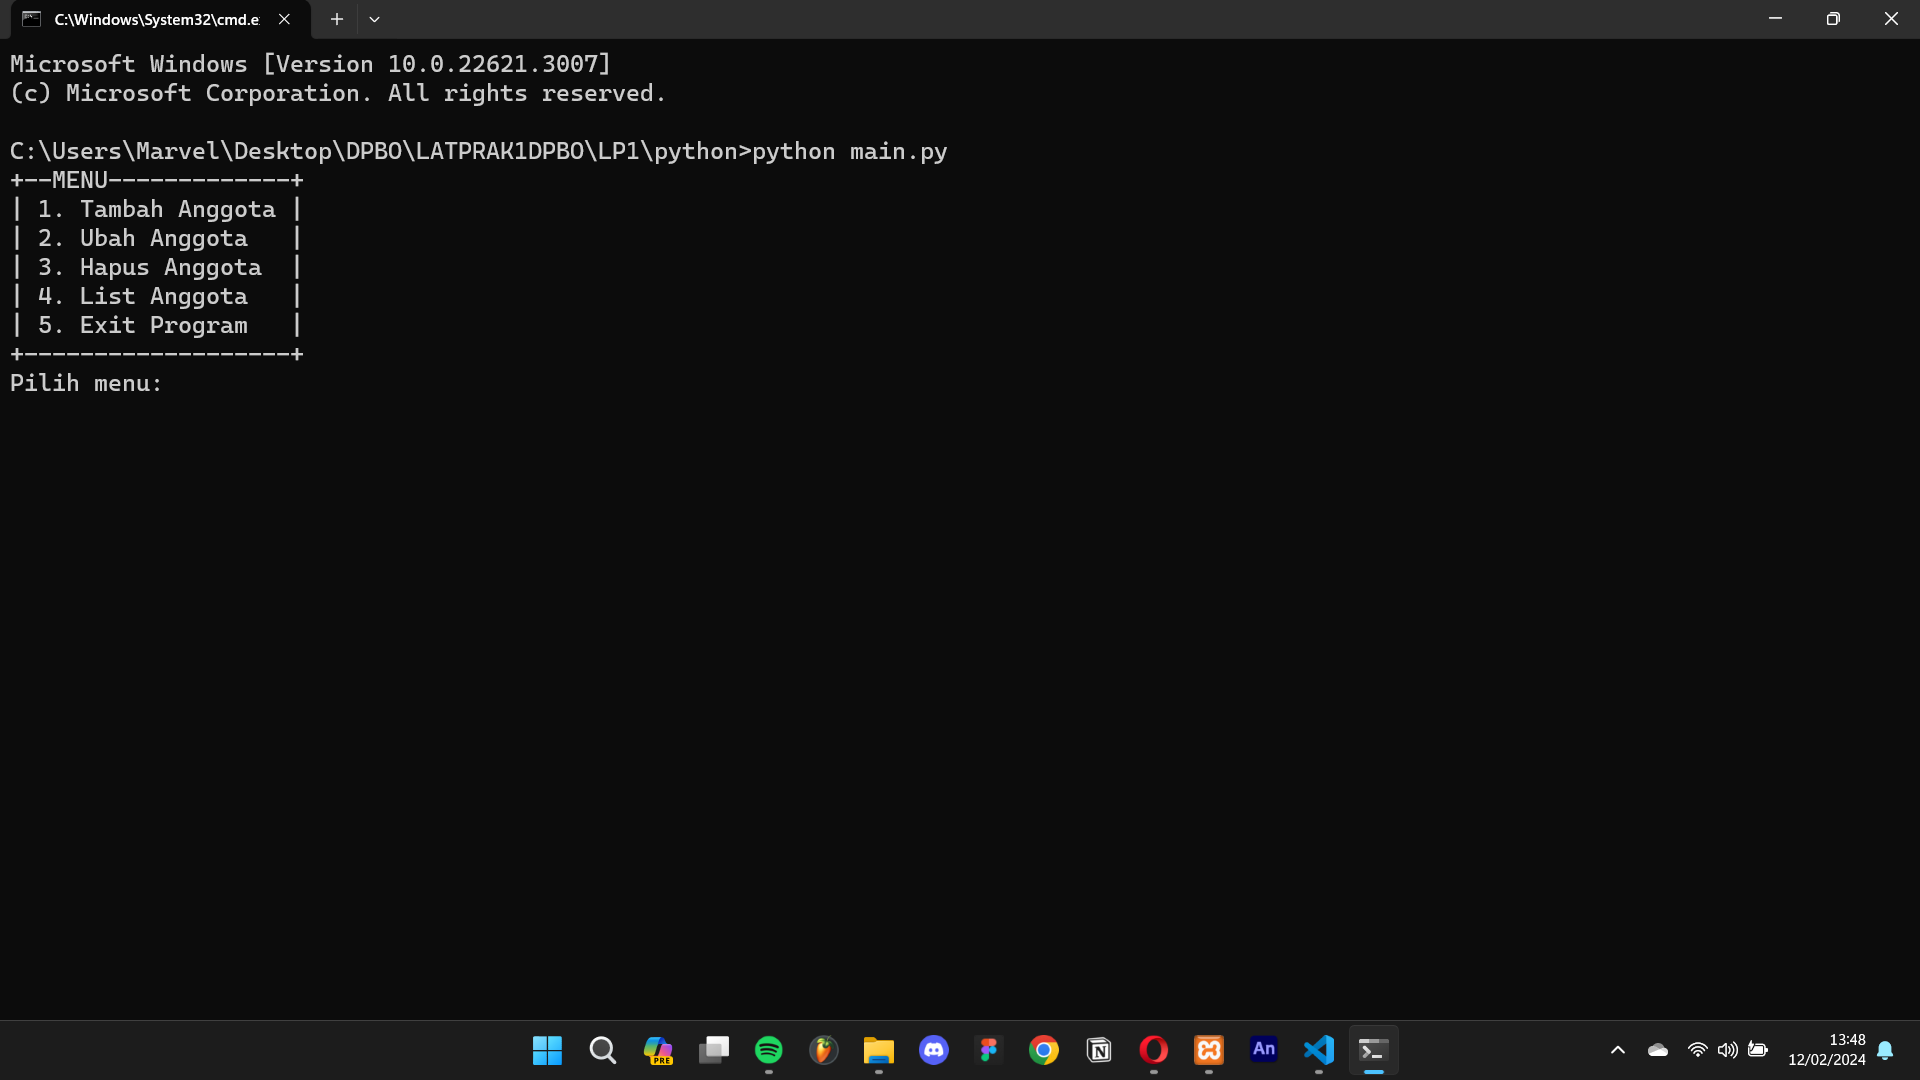 C:\Windows\System32\cmd.e
Microsoft Windows [Version 10.0.22621.3007]
(c) Microsoft Corporation. All rights reserved.
C:\Users\Marvel\Desktop\DPBO\LATPRAK1DPBO\LP1\python>python main.py
+--MENU-------------+
| 1. Tambah Anggota |
| 2. Ubah Anggota   |
| 3. Hapus Anggota  |
| 4. List Anggota   |
| 5. Exit Program   |
+-------------------+
Pilih menu:
PRE
An
13:48
12/02/2024